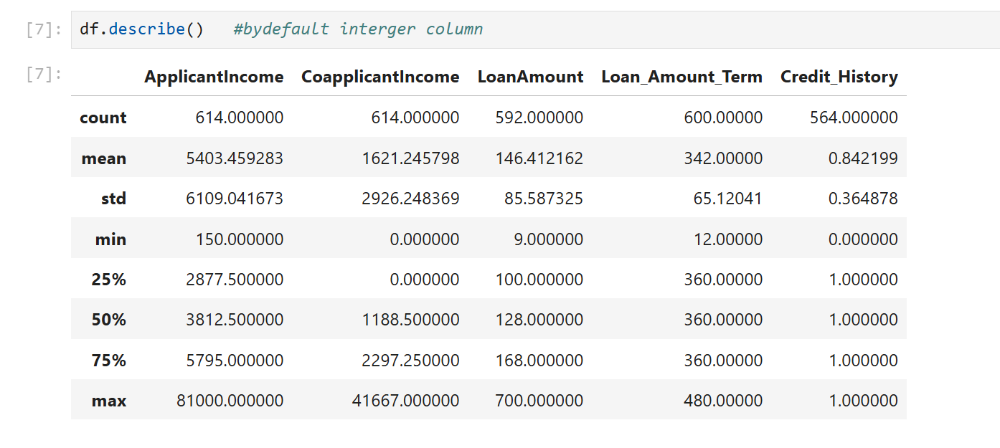 [7]: df.describe()   #bydefault interger column
[7]:
ApplicantIncome CoapplicantIncome LoanAmount Loan_Amount_Term Credit_History
count 614.000000 614.000000 592.000000 600.00000 564.000000
mean 5403.459283 1621.245798 146.412162 342.00000 0.842199
std 6109.041673 2926.248369 85.587325 65.12041 0.364878
min 150.000000 0.000000 9.000000 12.00000 0.000000
25% 2877.500000 0.000000 100.000000 360.00000 1.000000
50% 3812.500000 1188.500000 128.000000 360.00000 1.000000
75% 5795.000000 2297.250000 168.000000 360.00000 1.000000
max 81000.000000 41667.000000 700.000000 480.00000 1.000000